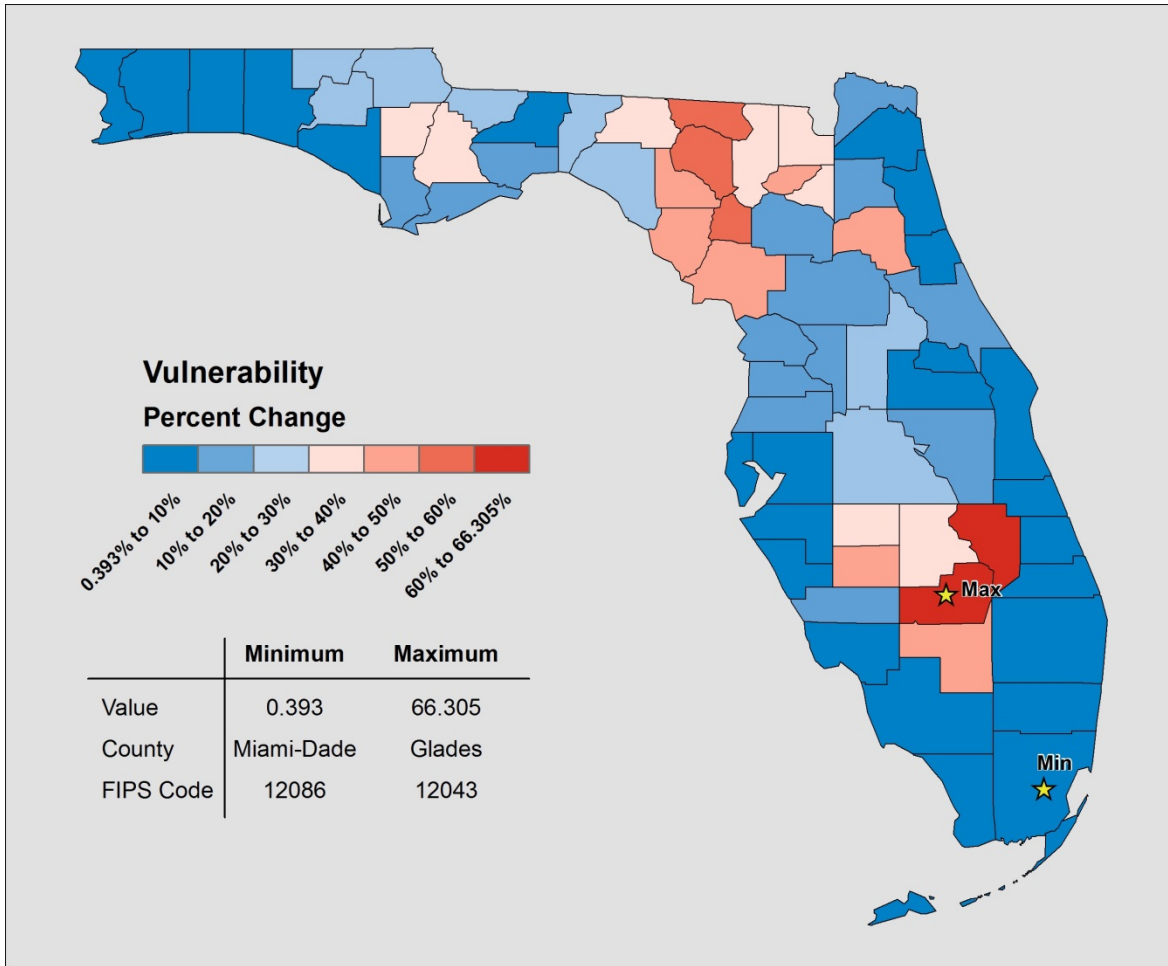 Vulnerability
Percent Change
0.393% to 10%
10% to 20%
20% to 30%
30% to 40%
40% to 50%
50% to 60%
60% to 66.305%
Max
Minimum Maximum
Value 0.393 66.305
County Miami-Dade Glades
FIPS Code 12086 12043
Min